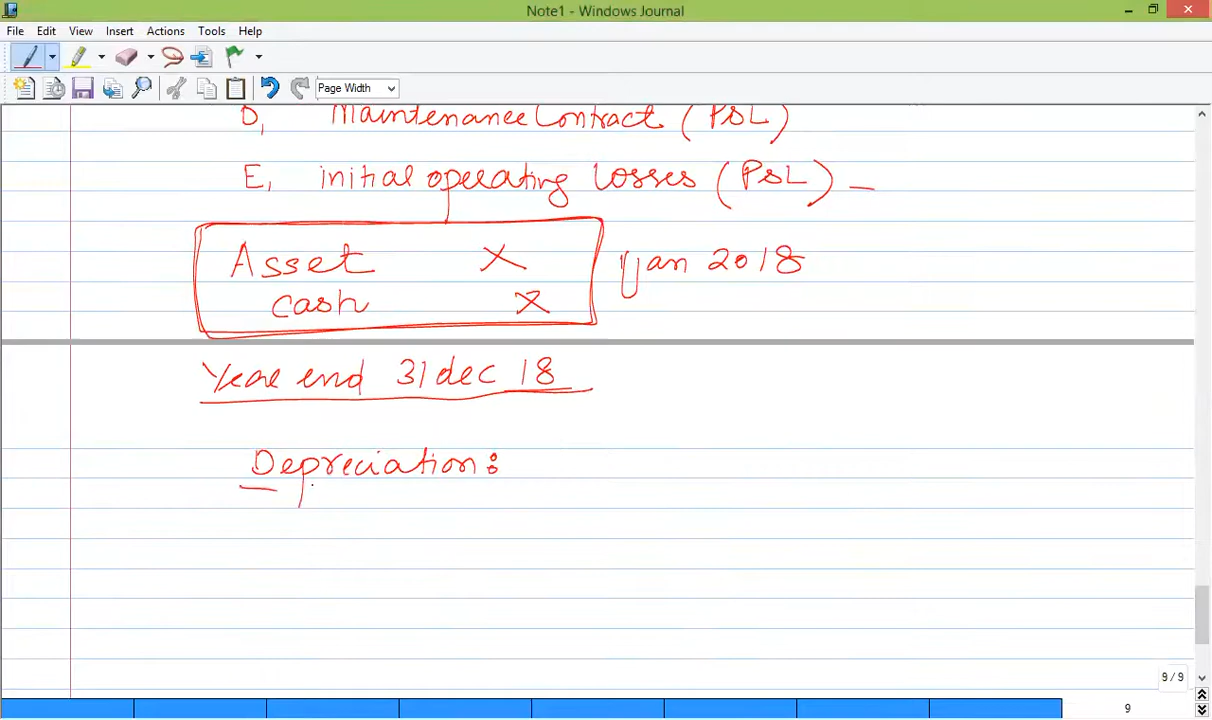 Note1 - Windows Journal
File Edit View Insert Actions Tools Help
Page Width
D, Maintenance Contract (P&L)
E, initial operating Losses (P&L) —
Asset X
1 jan 2018
cash X
Year end 31 dec 18
Depreciation:
9 / 9
9